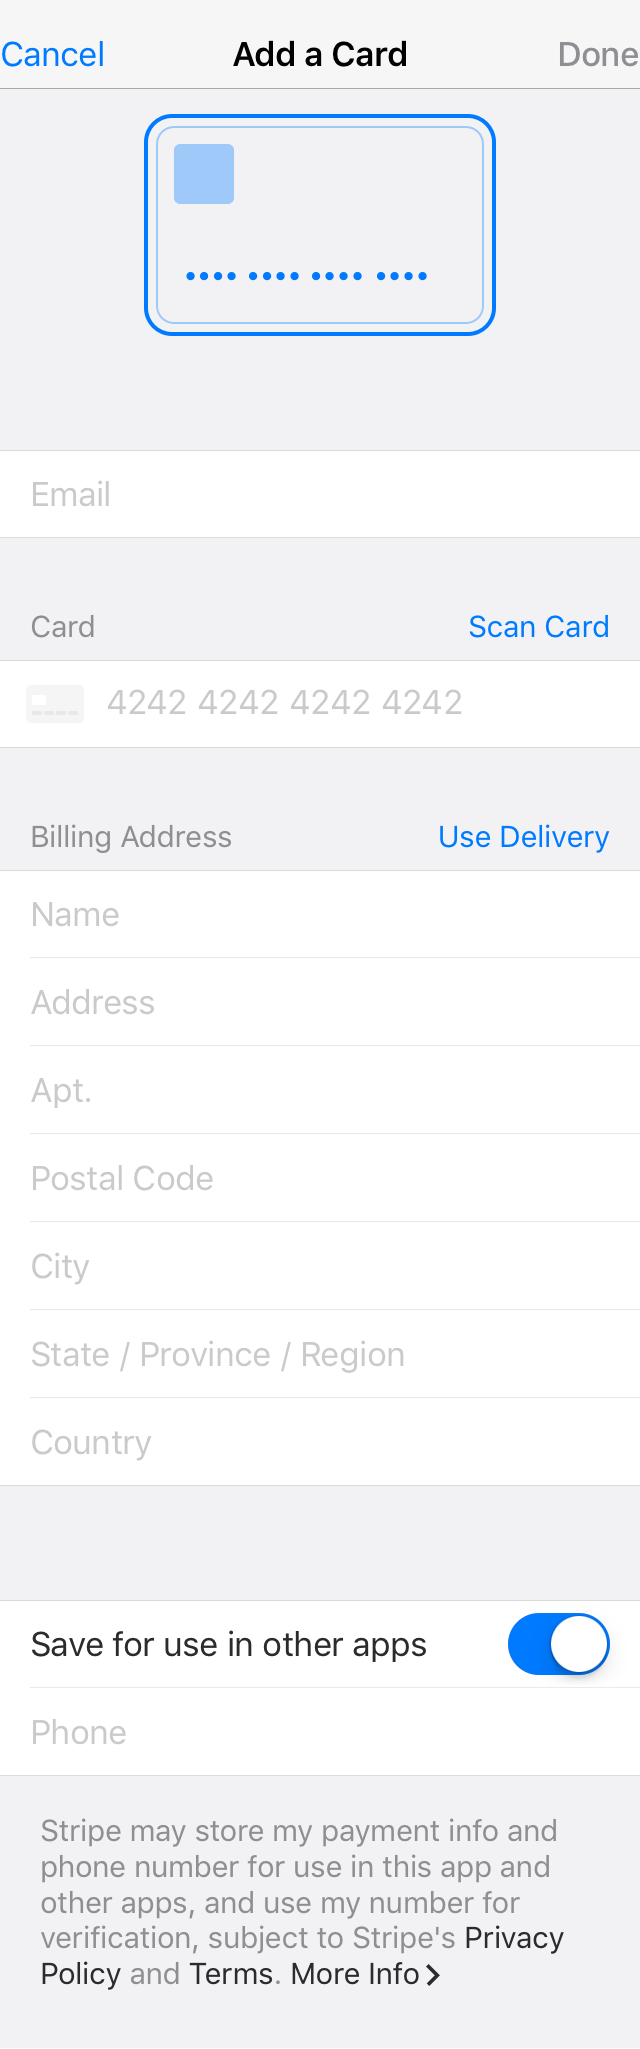 Cancel Add a Card Done
•••• •••• •••• ••••
Email
Card Scan Card
4242 4242 4242 4242
Billing Address Use Delivery
Name
Address
Apt.
Postal Code
City
State / Province / Region
Country
Save for use in other apps
Phone
Stripe may store my payment info and
phone number for use in this app and
other apps, and use my number for
verification, subject to Stripe's Privacy
Policy and Terms. More Info